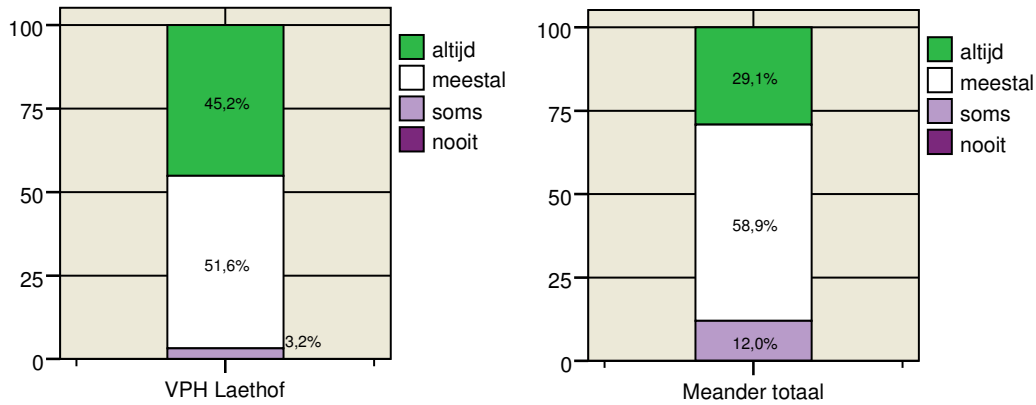 100
75
50
25
0
45,2%
51,6%
3,2%
VPH Laethof
altijd
meestal
soms
nooit
100
75
50
25
0
29,1%
58,9%
12,0%
Meander totaal
altijd
meestal
soms
nooit